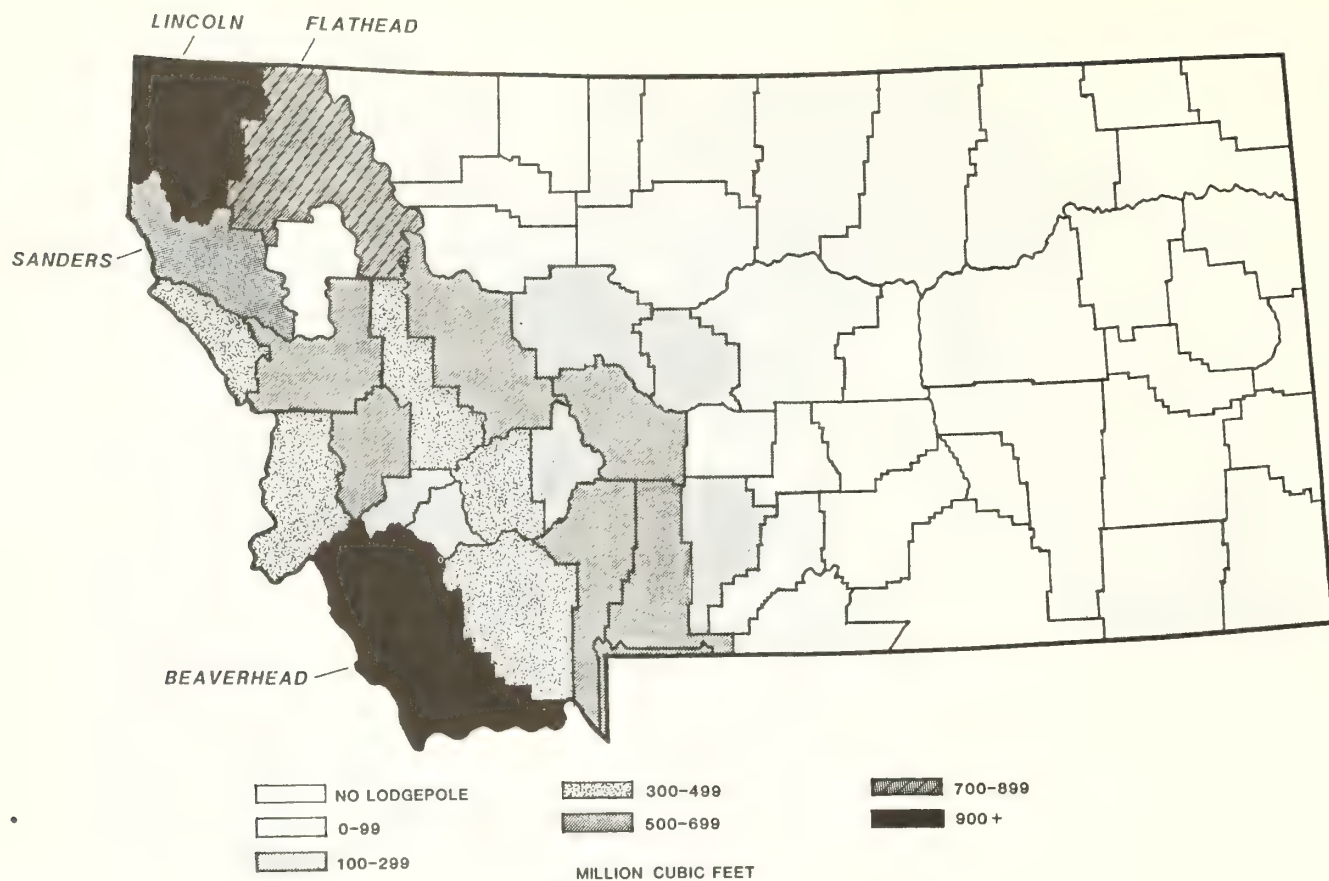 LINCOLN
FLATHEAD
SANDERS
BEAVERHEAD
NO LODGEPOLE
0-99
100-299
300-499
500-699
700-899
900+
MILLION CUBIC FEET